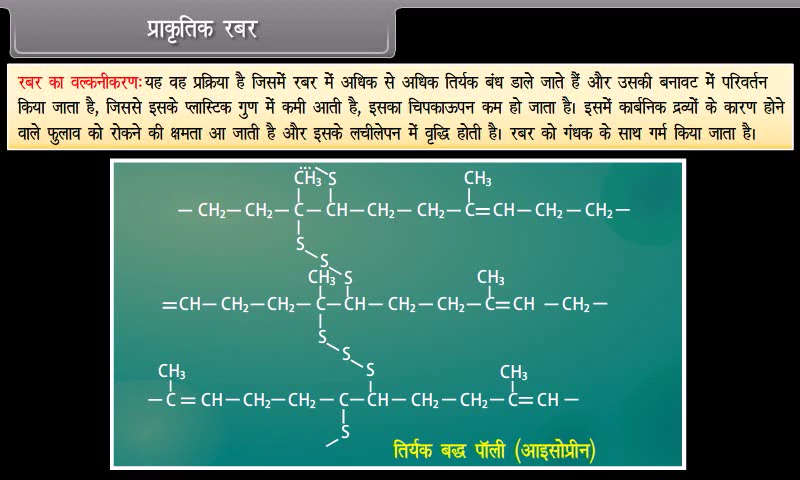 प्राकृतिक रबर
रबर का वल्कनीकरण: यह वह प्रक्रिया है जिसमें रबर में अधिक से अधिक तिर्यक बंध डाले जाते हैं और उसकी बनावट में परिवर्तन
किया जाता है, जिससे इसके प्लास्टिक गुण में कमी आती है, इसका चिपकाऊपन कम हो जाता है। इसमें कार्बनिक द्रव्यों के कारण होने
वाले फुलाव को रोकने की क्षमता आ जाती है और इसके लचीलेपन में वृद्धि होती है। रबर को गंधक के साथ गर्म किया जाता है।
CH₃ S CH₃
— CH₂— CH₂— C — CH — CH₂— CH₂— C=CH— CH₂— CH₂—
S
S
CH₃ S CH₃
=CH— CH₂— CH₂— C — CH — CH₂— CH₂— C=CH — CH₂—
S
S
CH₃ S CH₃
— C = CH — CH₂— CH₂— C — CH— CH₂— CH₂— C=CH —
S
तिर्यक बद्ध पॉली (आइसोप्रीन)